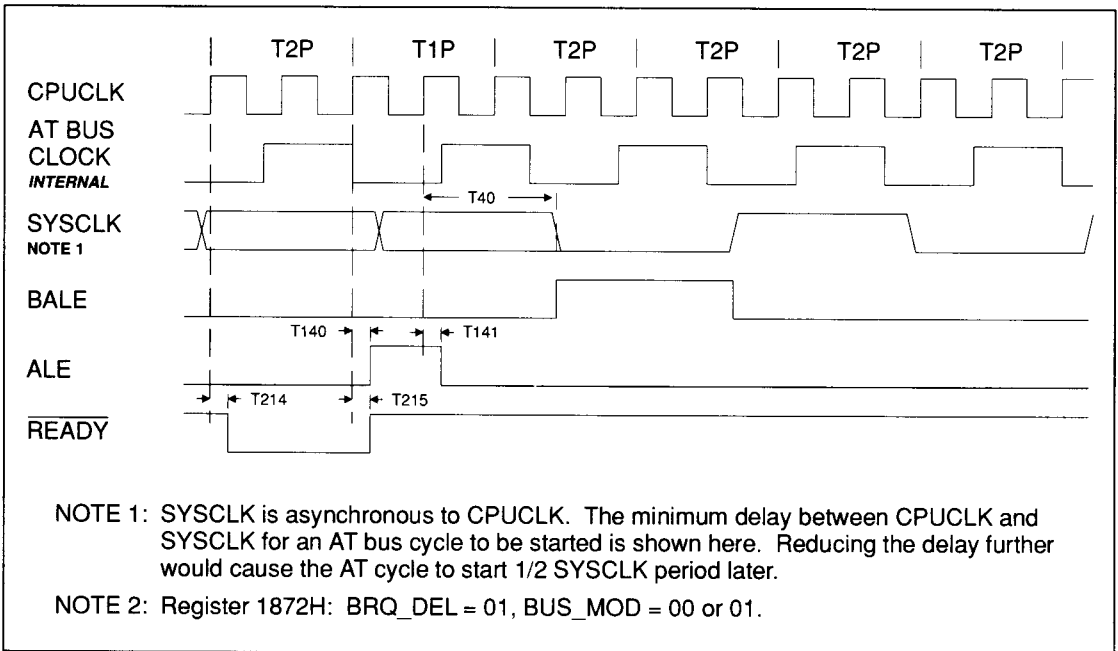 T2P T1P T2P T2P T2P T2P
CPUCLK
AT BUS
CLOCK
INTERNAL
T40
SYSCLK
NOTE 1
BALE
T140 T141
ALE
T214 T215
READY
NOTE 1: SYSCLK is asynchronous to CPUCLK. The minimum delay between CPUCLK and
SYSCLK for an AT bus cycle to be started is shown here. Reducing the delay further
would cause the AT cycle to start 1/2 SYSCLK period later.
NOTE 2: Register 1872H: BRQ_DEL = 01, BUS_MOD = 00 or 01.